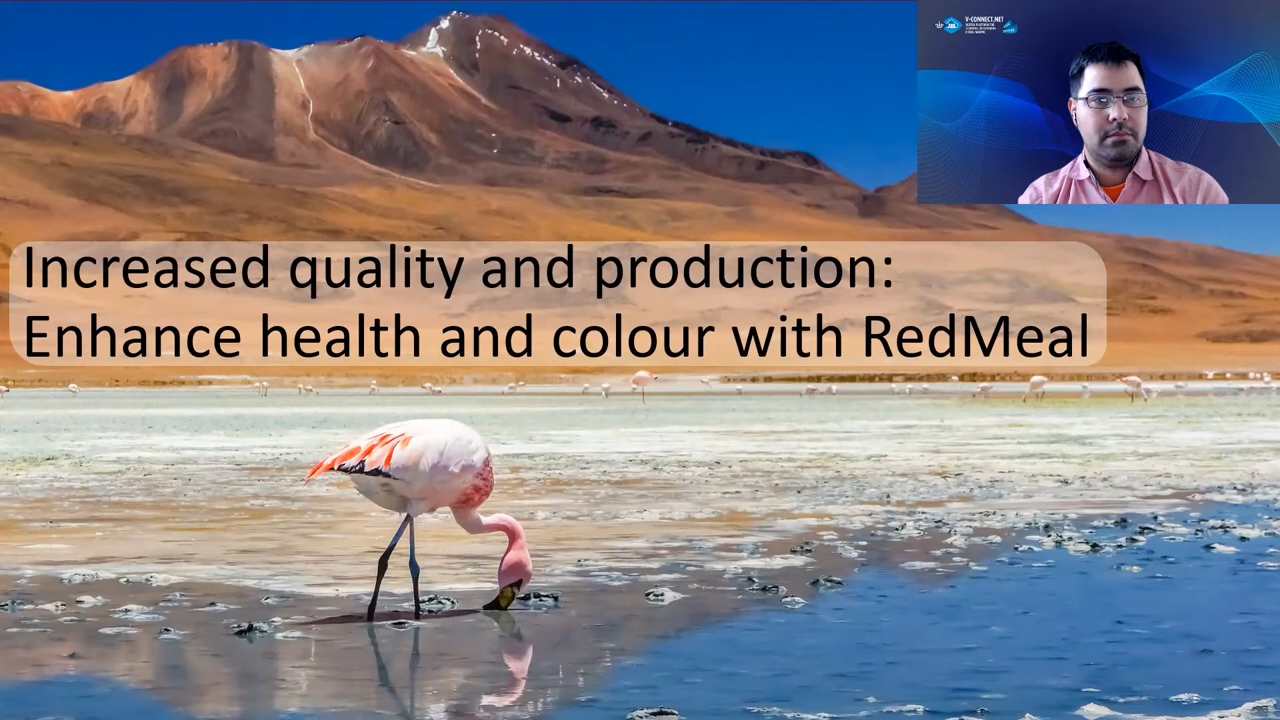 V-CONNECT.NET
Increased quality and production:
Enhance health and colour with RedMeal